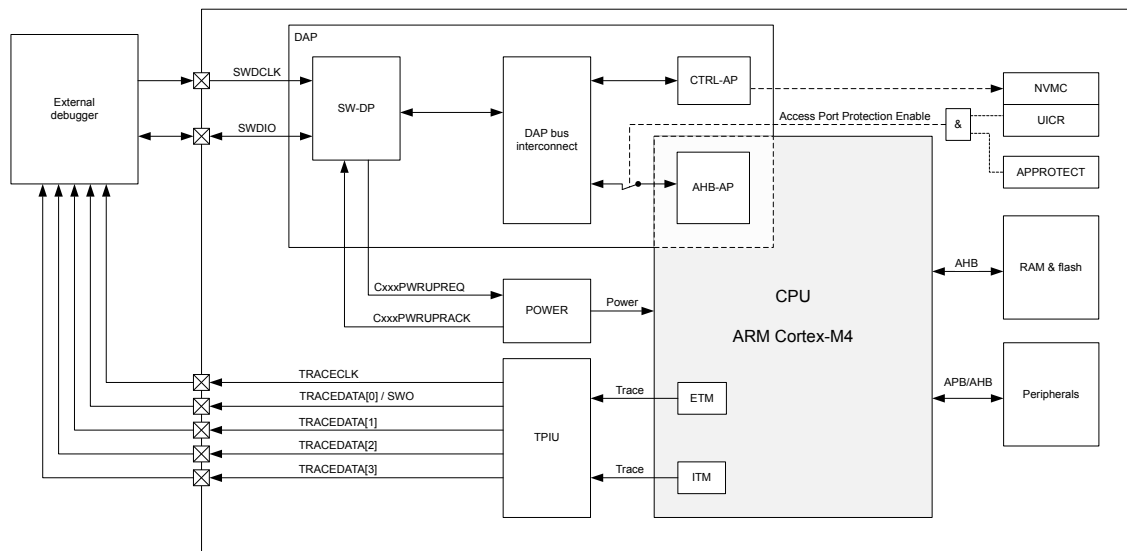 DAP
External
debugger
SWDCLK
SWDIO
SW-DP
DAP bus
interconnect
CTRL-AP
AHB-AP
NVMC
UICR
Access Port Protection Enable
&
APPROTECT
CxxxPWRUPREQ
CxxxPWRUPRACK
POWER
Power
CPU
ARM Cortex-M4
AHB
RAM & flash
APB/AHB
Peripherals
TRACECLK
TRACEDATA[0] / SWO
TRACEDATA[1]
TRACEDATA[2]
TRACEDATA[3]
TPIU
Trace
ETM
Trace
ITM